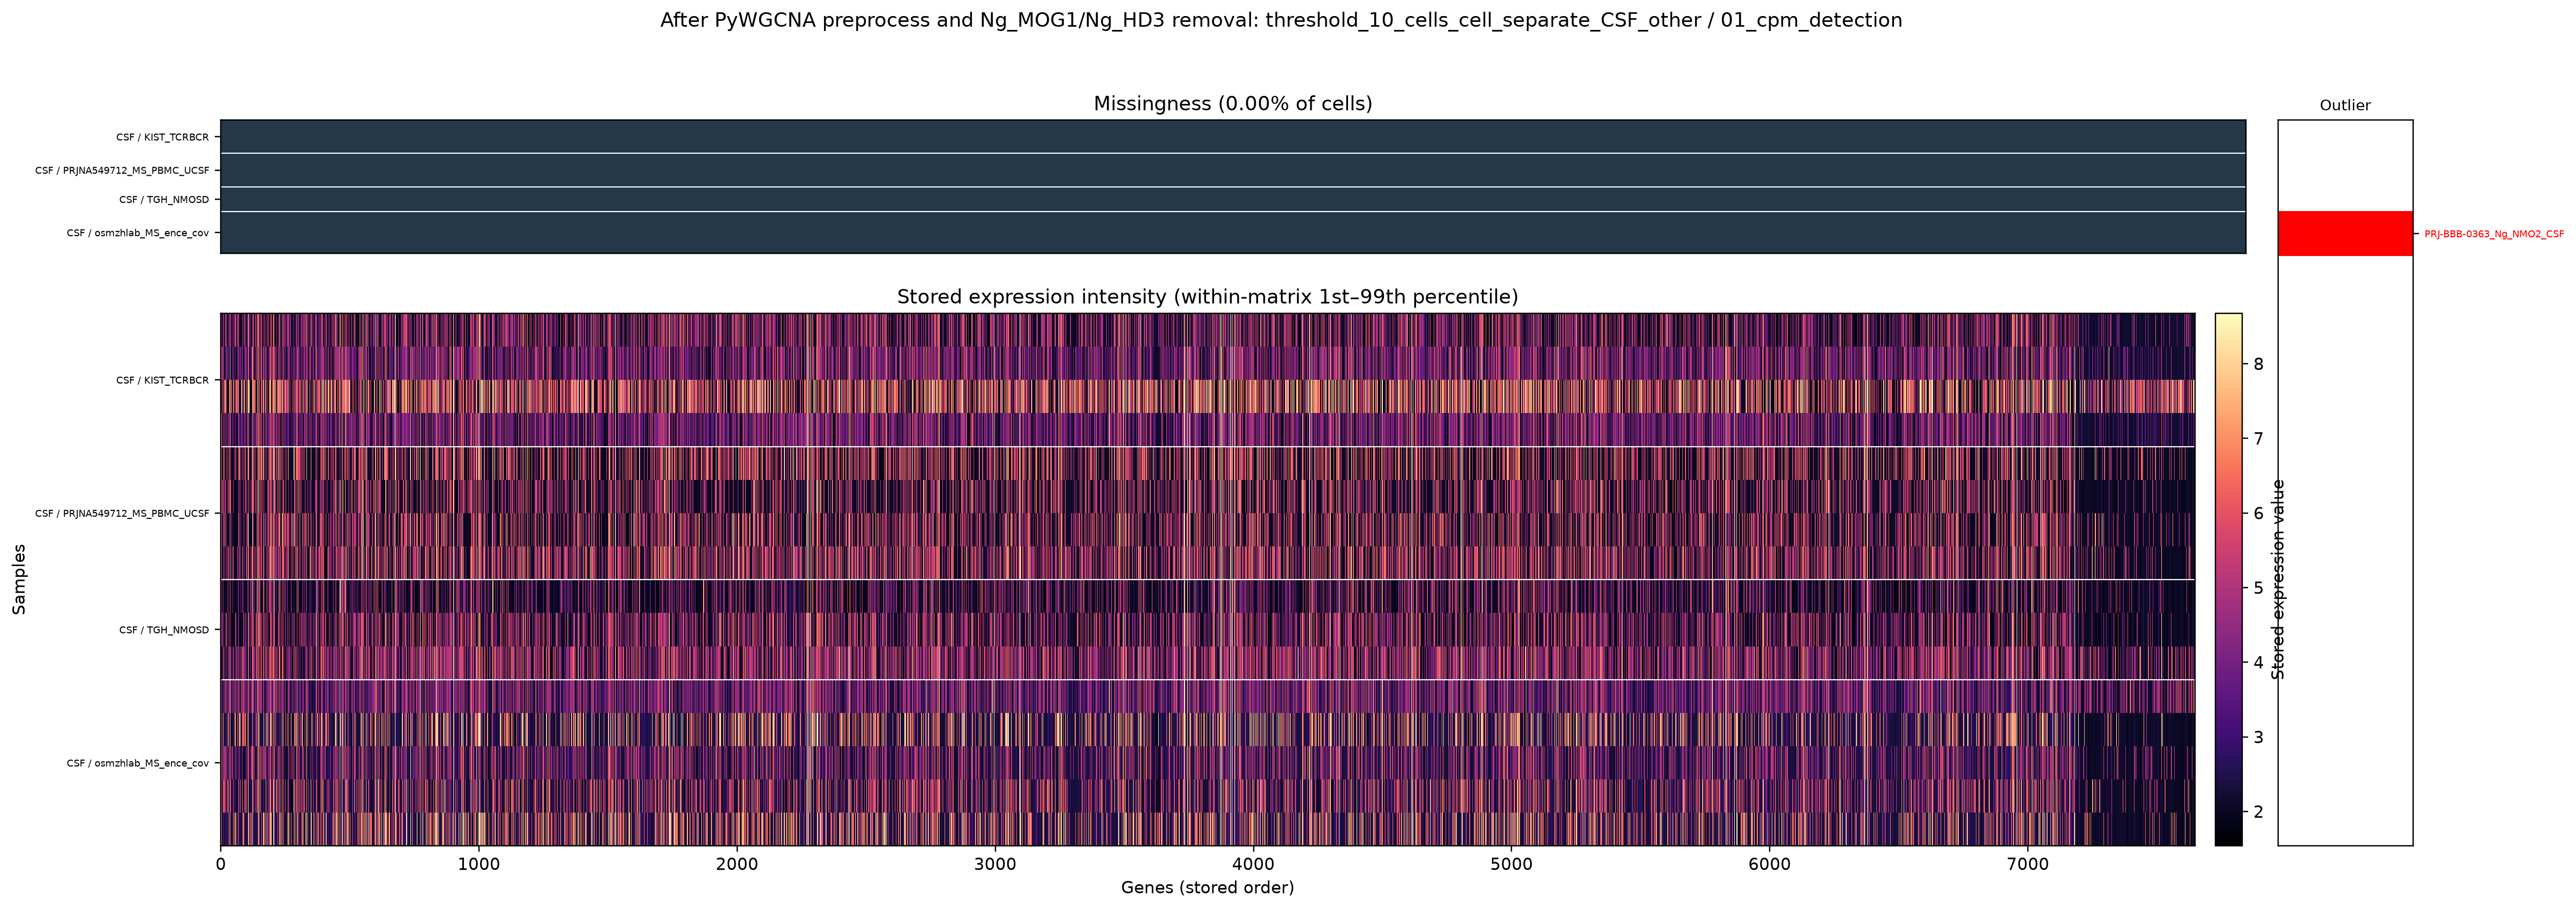 After PyWGCNA preprocess and Ng_MOG1/Ng_HD3 removal: threshold_10_cells_cell_separate_CSF_other / 01_cpm_detection
Missingness (0.00% of cells)
Outlier
CSF / KIST_TCRBCR
CSF / PRJNA549712_MS_PBMC_UCSF
CSF / TGH_NMOSD
CSF / osmzhlab_MS_ence_cov
PRJ-BBB-0363_Ng_NMO2_CSF
Stored expression intensity (within-matrix 1st–99th percentile)
Samples
CSF / KIST_TCRBCR
CSF / PRJNA549712_MS_PBMC_UCSF
CSF / TGH_NMOSD
CSF / osmzhlab_MS_ence_cov
8
7
6
5
4
3
2
Stored expression value
0 1000 2000 3000 4000 5000 6000 7000
Genes (stored order)